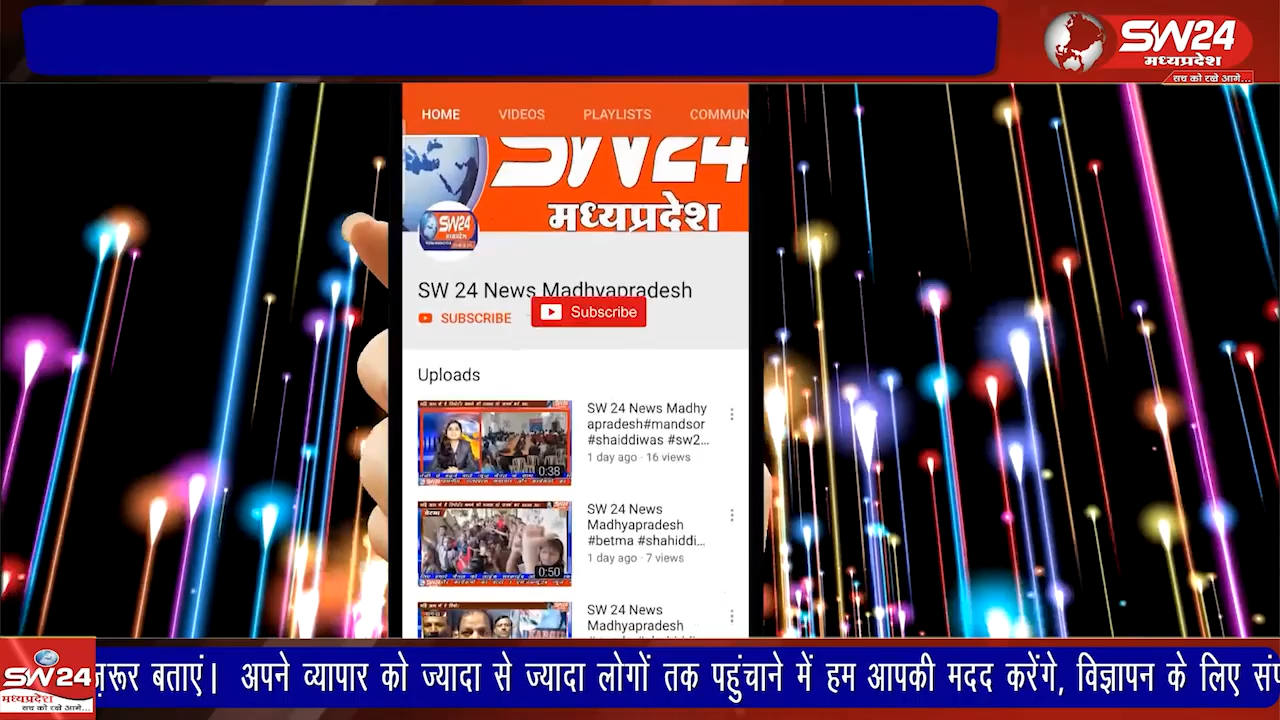 SW24
मध्यप्रदेश
सच को रखे आगे...
HOME VIDEOS PLAYLISTS COMMUN
SW24
मध्यप्रदेश
SW24
SW 24 News Madhyapradesh
SUBSCRIBE
Subscribe
Uploads
SW 24 News Madhy
apradesh#mandsor
#shaiddiwas #sw2...
1 day ago · 16 views
0:38
SW 24 News
Madhyapradesh
#betma #shahiddi...
1 day ago · 7 views
0:50
SW 24 News
Madhyapradesh
SW24
मध्यप्रदेश
सच को रखे आगे...
ज़रूर बताएं। अपने व्यापार को ज्यादा से ज्यादा लोगों तक पहुंचाने में हम आपकी मदद करेंगे, विज्ञापन के लिए संप